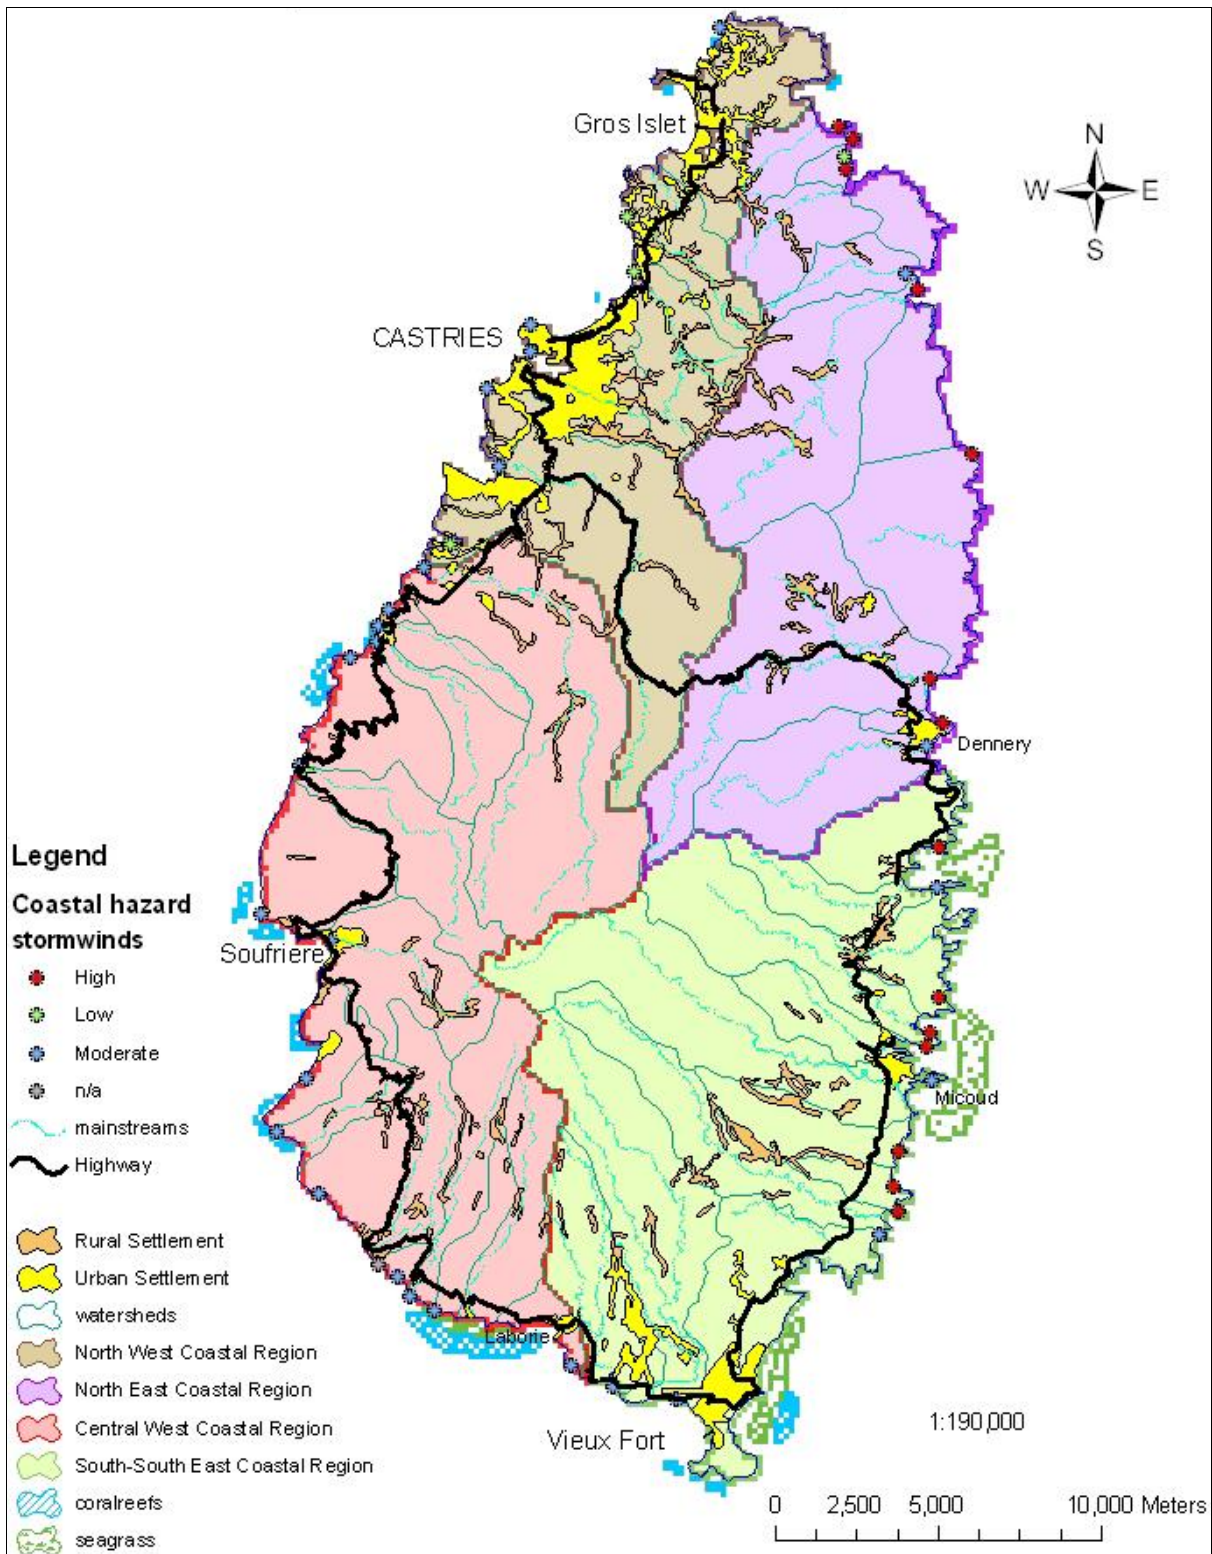 Gros Islet
N
W E
S
CASTRIES
Dennery
Legend
Coastal hazard
stormwinds
High
Low
Moderate
n/a
mainstreams
Highway
Soufriere
Micoud
Rural Settlement
Urban Settlement
watersheds
North West Coastal Region
North East Coastal Region
Central West Coastal Region
South-South East Coastal Region
coralreefs
seagrass
Laborie
Vieux Fort
1:190,000
0 2,500 5,000 10,000 Meters